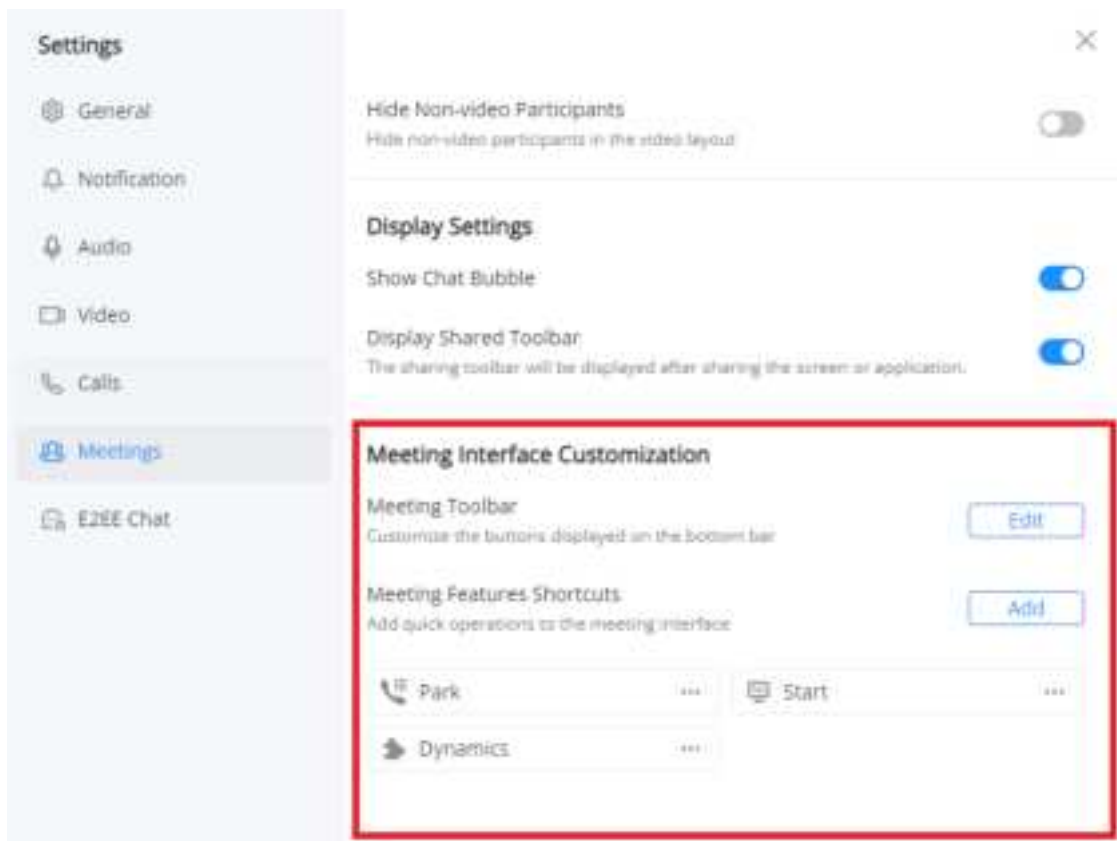 Settings
General
Notification
Audio
Video
Calls
Meetings
E2EE Chat
Hide Non-video Participants
Hide non-video participants in the video layout
Display Settings
Show Chat Bubble
Display Shared Toolbar
The sharing toolbar will be displayed after sharing the screen or application.
Meeting Interface Customization
Meeting Toolbar
Customize the buttons displayed on the bottom bar
Edit
Meeting Features Shortcuts
Add quick operations to the meeting interface
Add
Park
Start
Dynamics